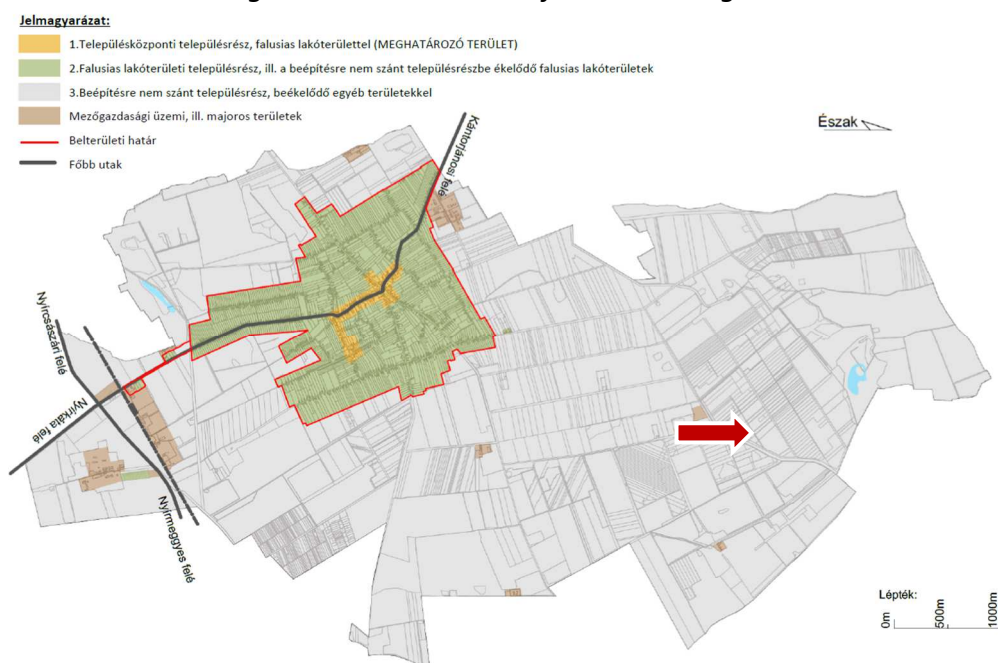 Jelmagyarázat:
1.Településközponti településrész, falusias lakóterülettel (MEGHATÁROZÓ TERÜLET)
2.Falusias lakóterületi településrész, ill. a beépítésre nem szánt településrészbe ékelődő falusias lakóterületek
3.Beépítésre nem szánt településrész, beékelődő egyéb területekkel
Mezőgazdasági üzemi, ill. majoros területek
Belterületi határ
Főbb utak
Észak
Kántorjánosi felé
Nyírcsászári felé
Nyírkáta felé
Nyírmeggyes felé
Lépték:
0m
500m
1000m